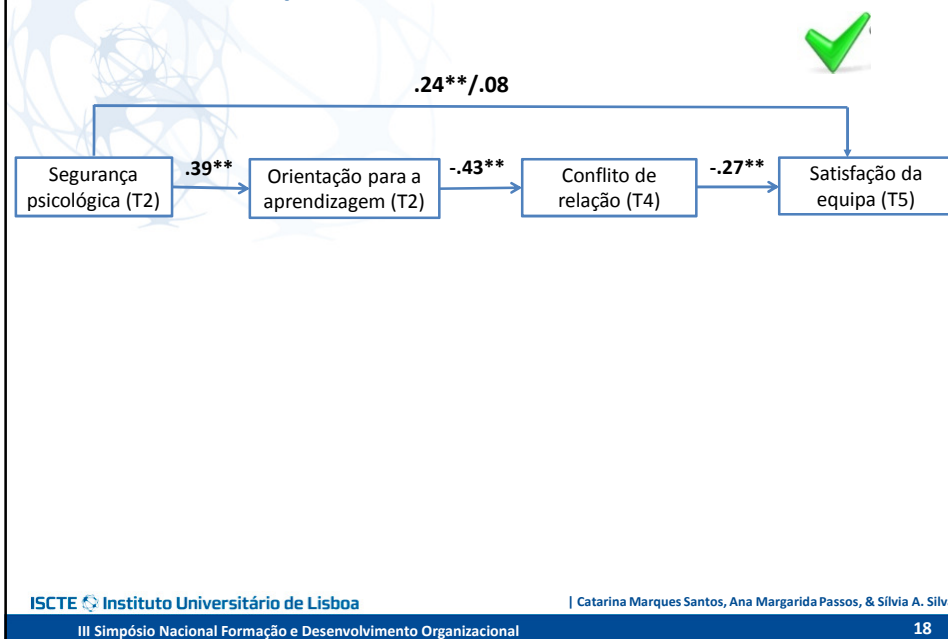 .24**/.08
Segurança
psicológica (T2)
.39**
Orientação para a
aprendizagem (T2)
-.43**
Conflito de
relação (T4)
-.27**
Satisfação da
equipa (T5)
ISCTE Instituto Universitário de Lisboa
| Catarina Marques Santos, Ana Margarida Passos, & Sílvia A. Silv
III Simpósio Nacional Formação e Desenvolvimento Organizacional
18